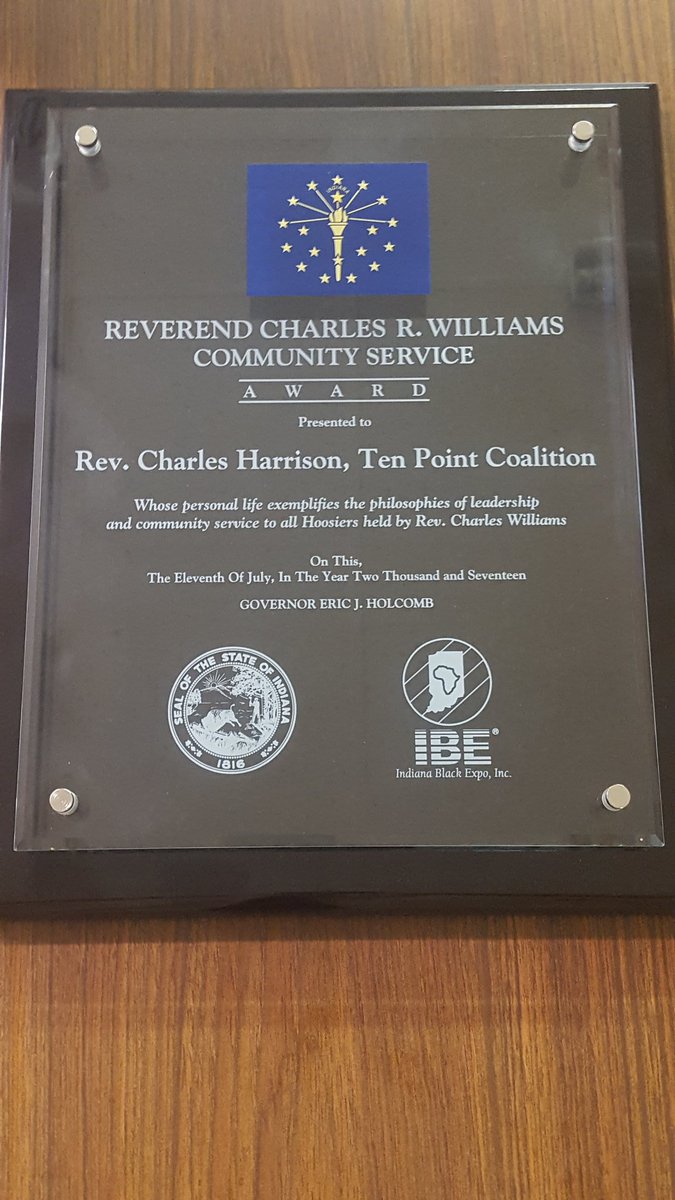 INDIANA
REVEREND CHARLES R. WILLIAMS
COMMUNITY SERVICE
AWARD
Presented to
Rev. Charles Harrison, Ten Point Coalition
Whose personal life exemplifies the philosophies of leadership
and community service to all Hoosiers held by Rev. Charles Williams
On This,
The Eleventh Of July, In The Year Two Thousand and Seventeen
GOVERNOR ERIC J. HOLCOMB
SEAL OF THE STATE OF INDIANA
1816
IBE®
Indiana Black Expo, Inc.